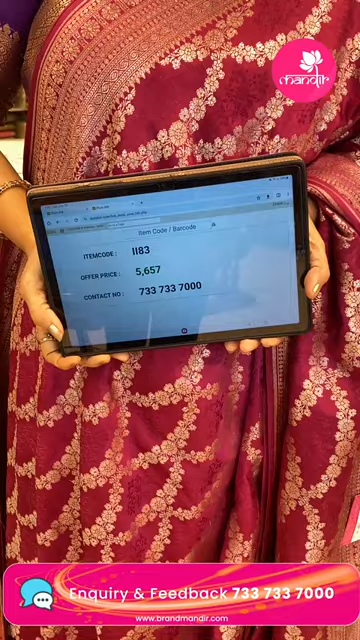 mandir
Item Code / Barcode
ITEMCODE : II83
OFFER PRICE : 5,657
CONTACT NO : 733 733 7000
Enquiry & Feedback 733 733 7000
www.brandmandir.com